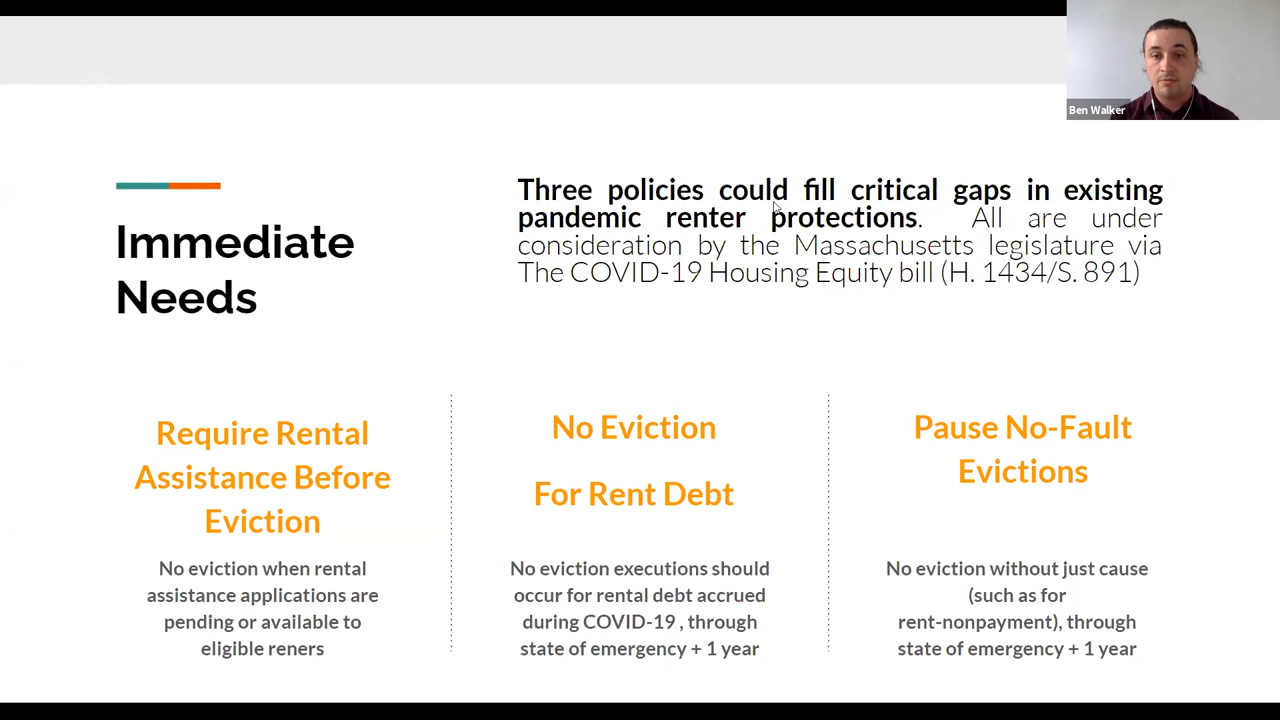 Ben Walker
Immediate
Needs
Three policies could fill critical gaps in existing
pandemic renter protections. All are under
consideration by the Massachusetts legislature via
The COVID-19 Housing Equity bill (H. 1434/S. 891)
Require Rental
Assistance Before
Eviction
No eviction when rental
assistance applications are
pending or available to
eligible reners
No Eviction
For Rent Debt
No eviction executions should
occur for rental debt accrued
during COVID-19 , through
state of emergency + 1 year
Pause No-Fault
Evictions
No eviction without just cause
(such as for
rent-nonpayment), through
state of emergency + 1 year